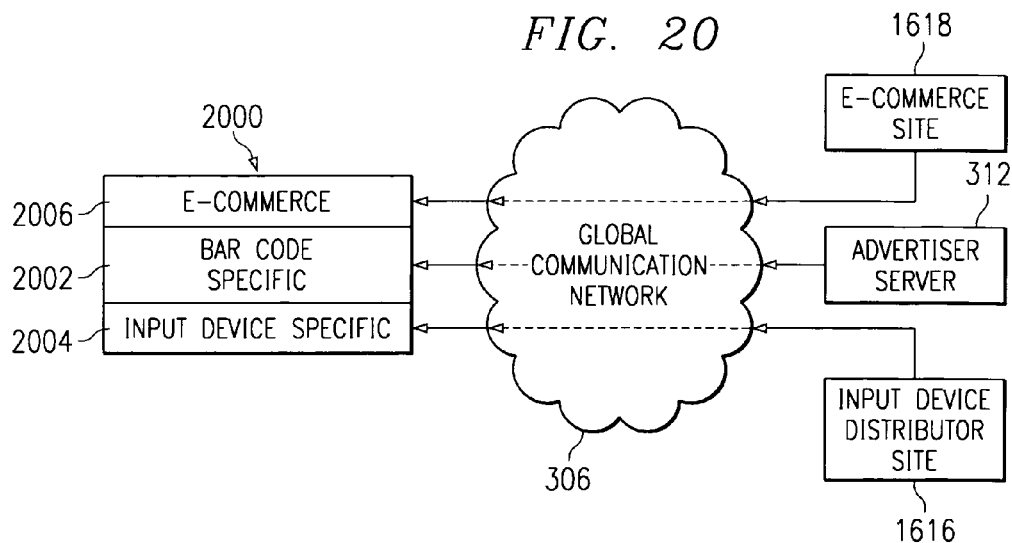 FIG. 20
1618
E-COMMERCE
SITE
2000
312
2006
E-COMMERCE
2002
BAR CODE
SPECIFIC
2004
INPUT DEVICE SPECIFIC
GLOBAL
COMMUNICATION
NETWORK
306
ADVERTISER
SERVER
INPUT DEVICE
DISTRIBUTOR
SITE
1616